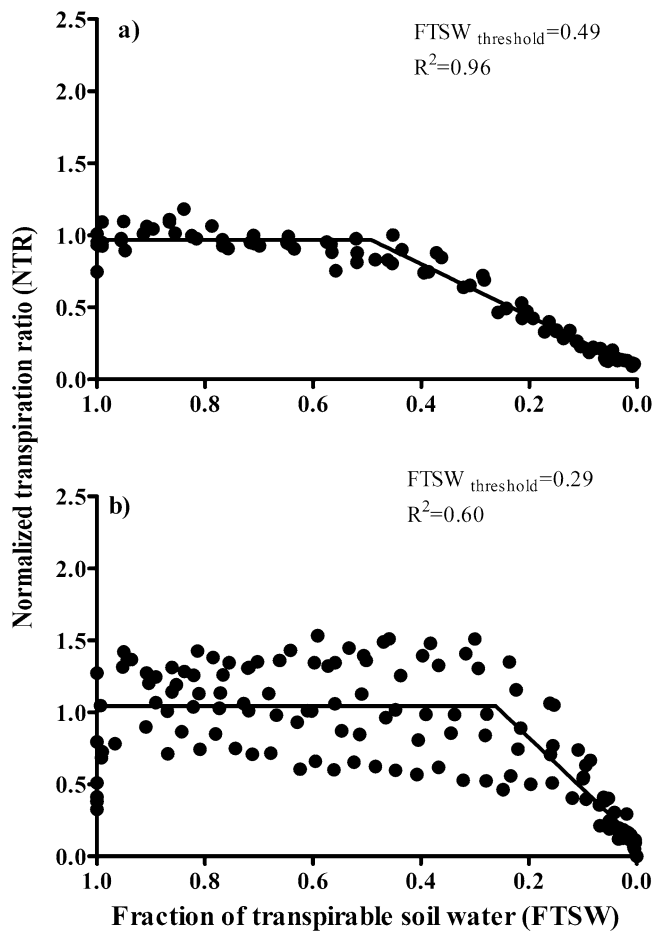 a)
FTSW threshold=0.49
R2=0.96
2.5
2.0
1.5
1.0
0.5
0.0
1.0 0.8 0.6 0.4 0.2 0.0
Normalized transpiration ratio (NTR)
b)
FTSW threshold=0.29
R2=0.60
2.5
2.0
1.5
1.0
0.5
0.0
1.0 0.8 0.6 0.4 0.2 0.0
Fraction of transpirable soil water (FTSW)